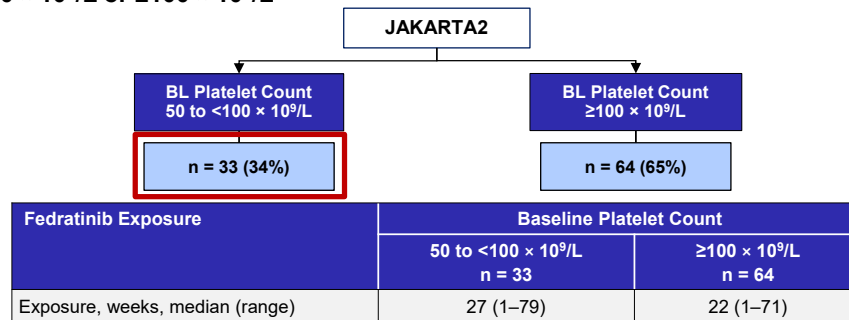 JAKARTA2
BL Platelet Count
50 to <100 × 10⁹/L
BL Platelet Count
≥100 × 10⁹/L
n = 33 (34%)
n = 64 (65%)
Fedratinib Exposure
Baseline Platelet Count
50 to <100 × 10⁹/L
n = 33
≥100 × 10⁹/L
n = 64
Exposure, weeks, median (range)
27 (1–79)
22 (1–71)